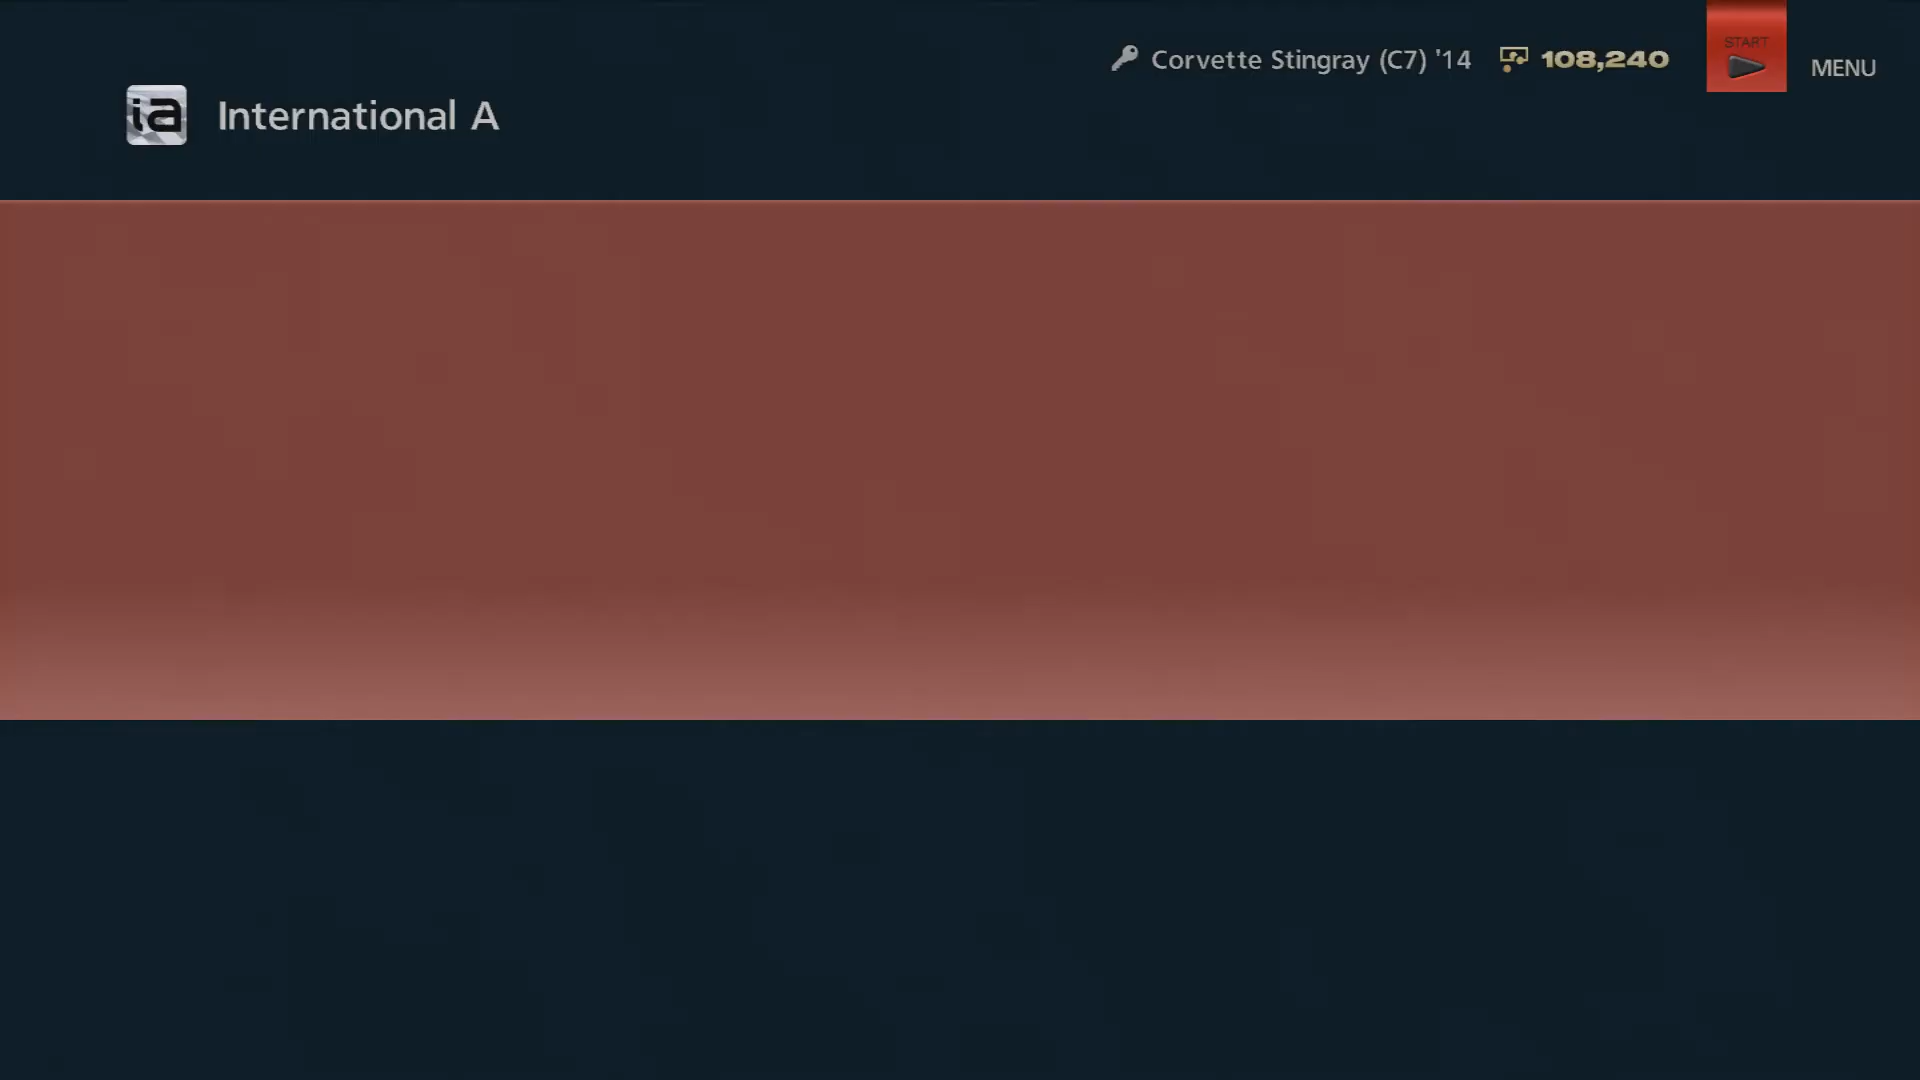 Corvette Stingray (C7) '14 108,240 START MENU
ia International A